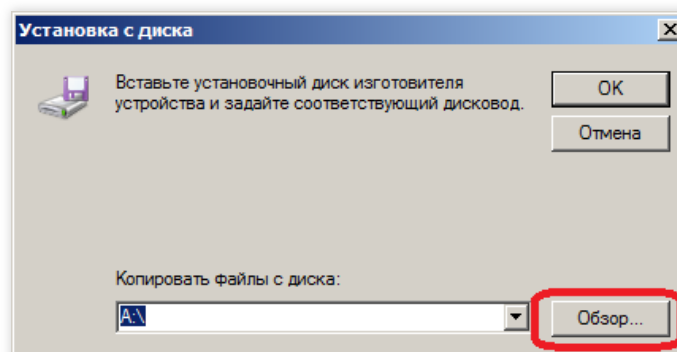 Установка с диска
Вставьте установочный диск изготовителя
устройства и задайте соответствующий дисковод.
OK
Отмена
Копировать файлы с диска:
A:\
Обзор...